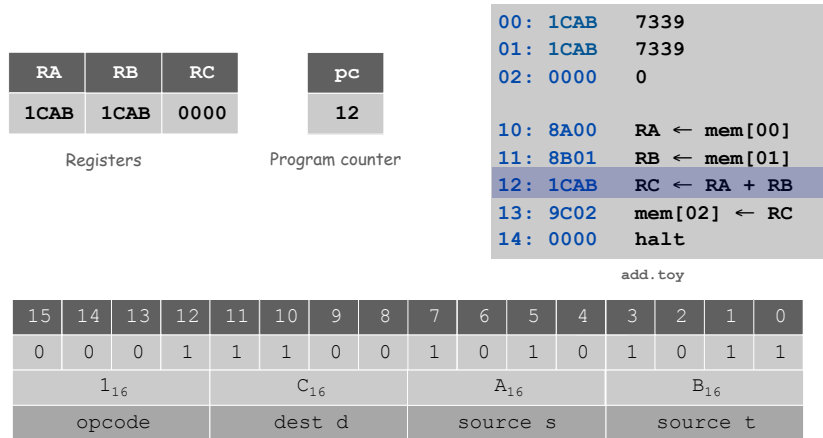 RA RB RC
1CAB 1CAB 0000
Registers
pc
12
Program counter
00: 1CAB 7339
01: 1CAB 7339
02: 0000 0
10: 8A00 RA ← mem[00]
11: 8B01 RB ← mem[01]
12: 1CAB RC ← RA + RB
13: 9C02 mem[02] ← RC
14: 0000 halt
add.toy
15 14 13 12 11 10 9 8 7 6 5 4 3 2 1 0
0 0 0 1 1 1 0 0 1 0 1 0 1 0 1 1
1₁₆ C₁₆ A₁₆ B₁₆
opcode dest d source s source t